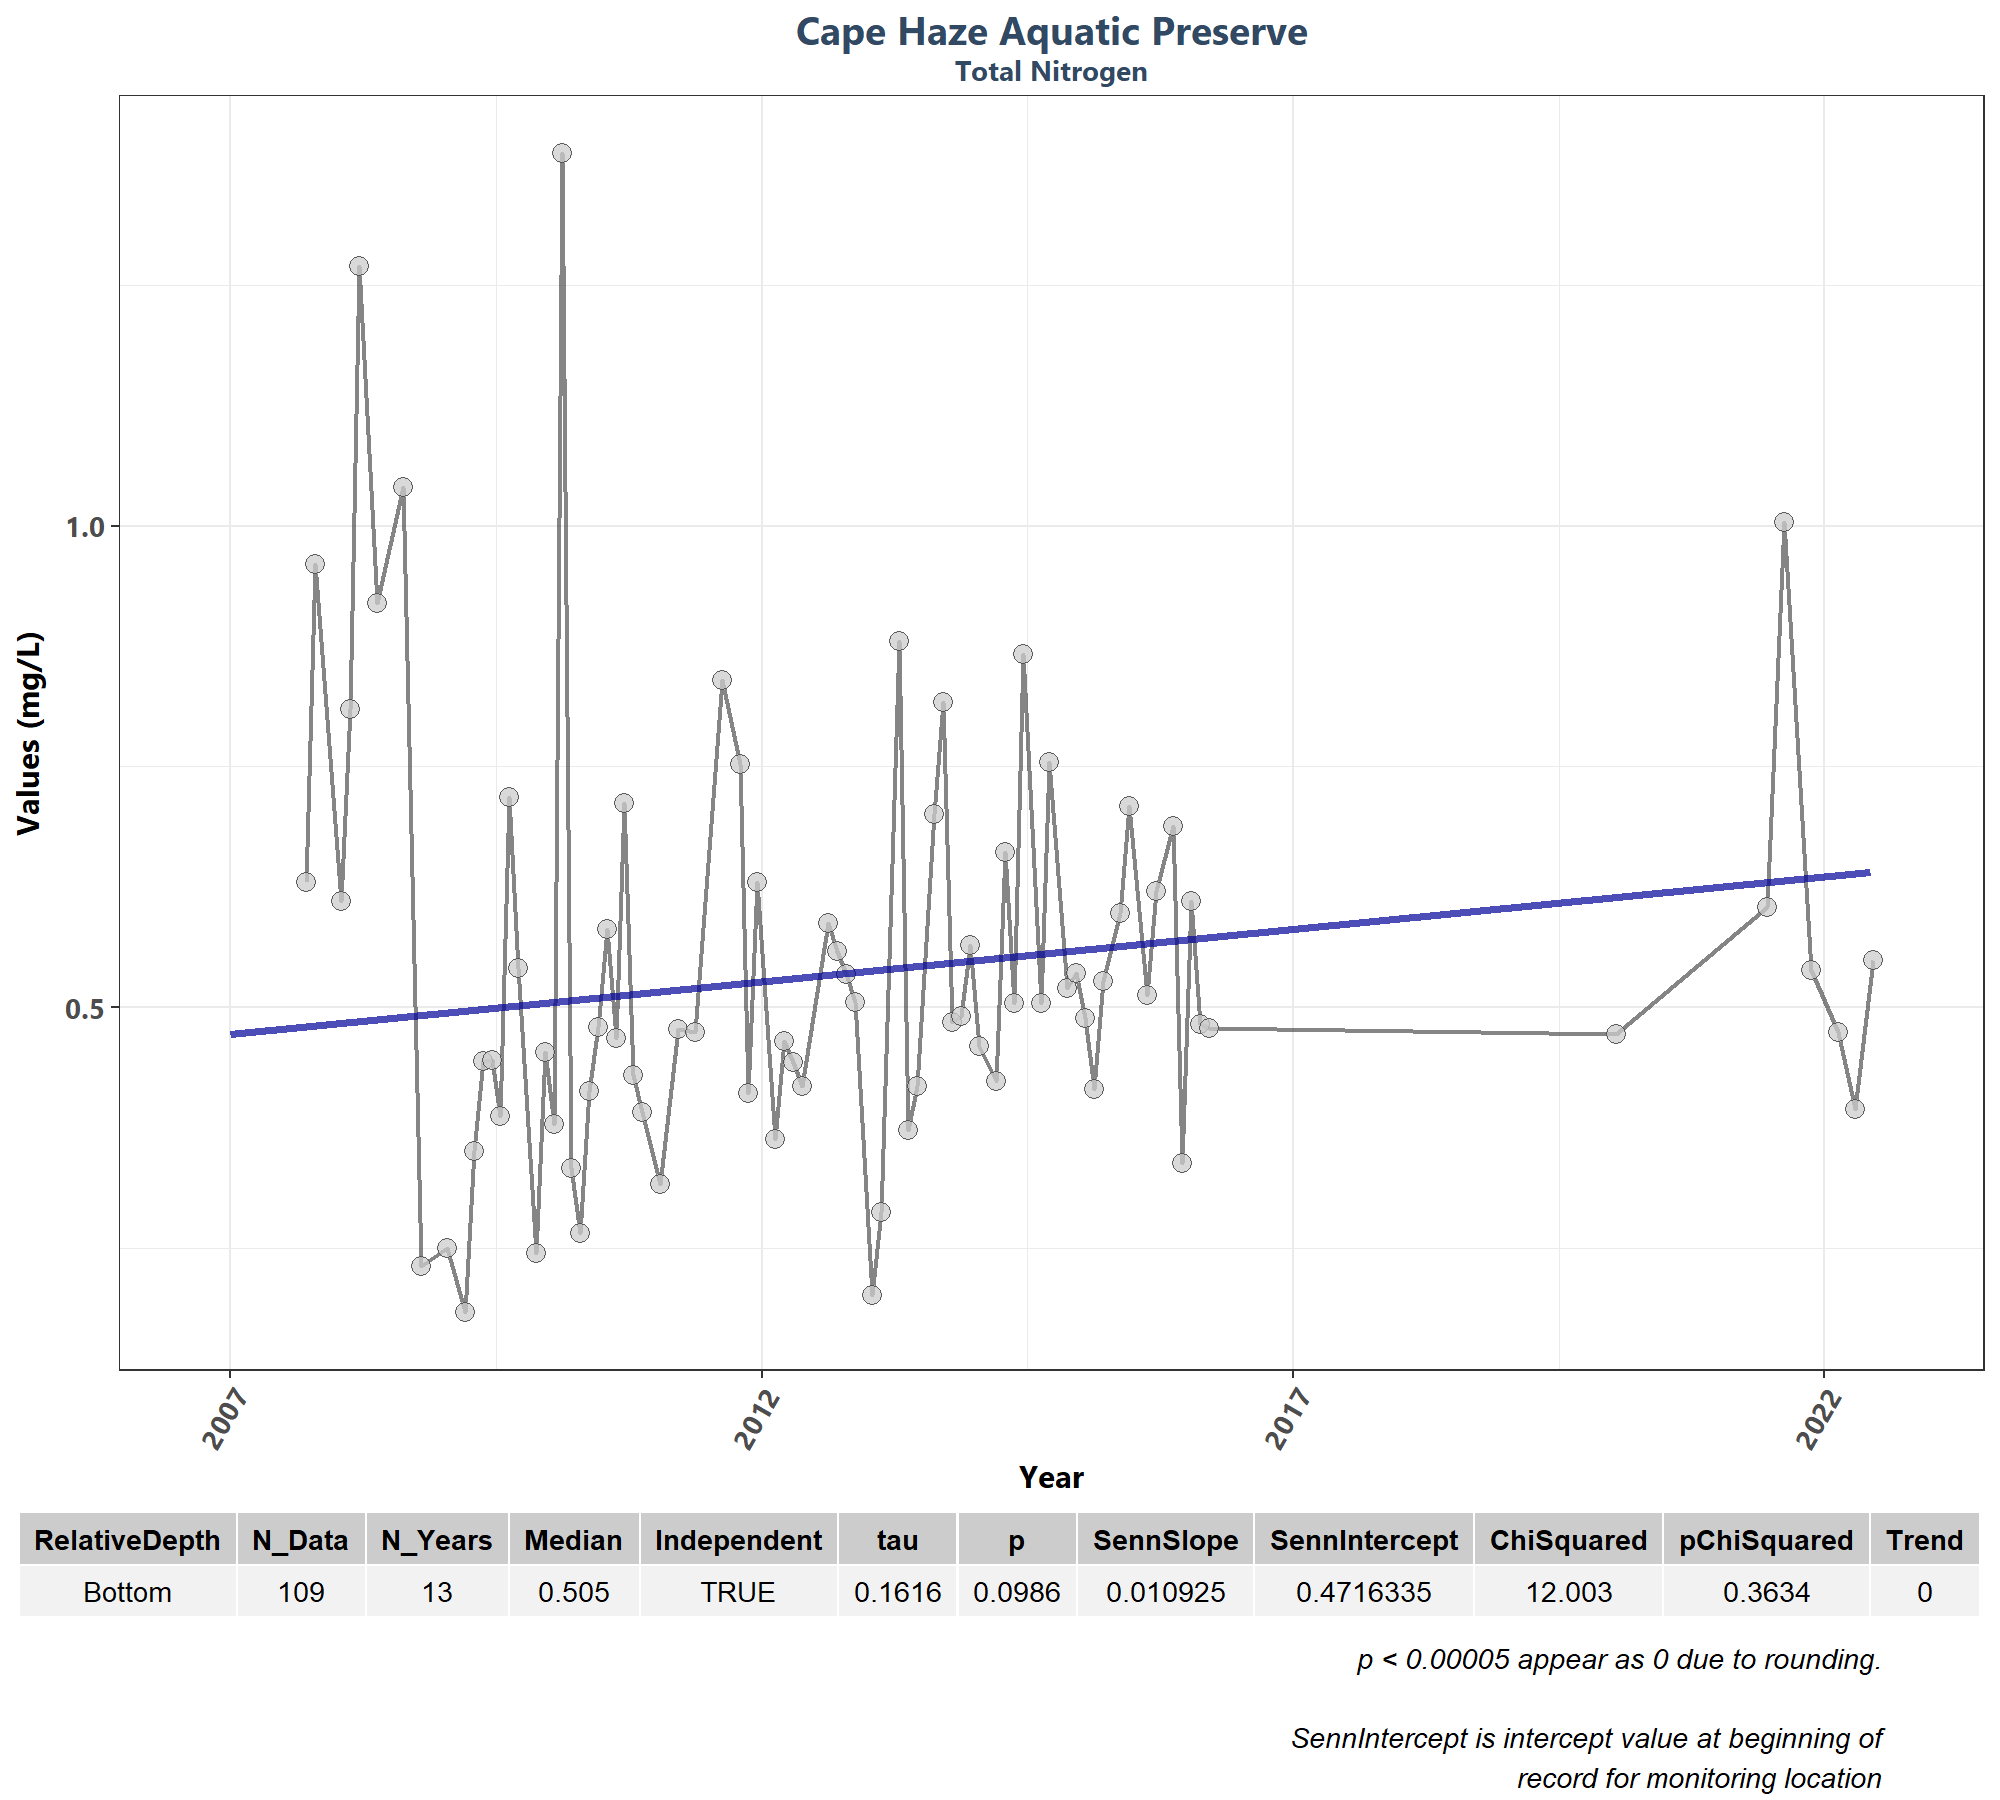 Cape Haze Aquatic Preserve
Total Nitrogen
Values (mg/L)
1.0
0.5
2007
2012
2017
2022
Year
RelativeDepth N_Data N_Years Median Independent tau p SennSlope SennIntercept ChiSquared pChiSquared Trend
Bottom 109 13 0.505 TRUE 0.1616 0.0986 0.010925 0.4716335 12.003 0.3634 0
p < 0.00005 appear as 0 due to rounding.
SennIntercept is intercept value at beginning of
record for monitoring location